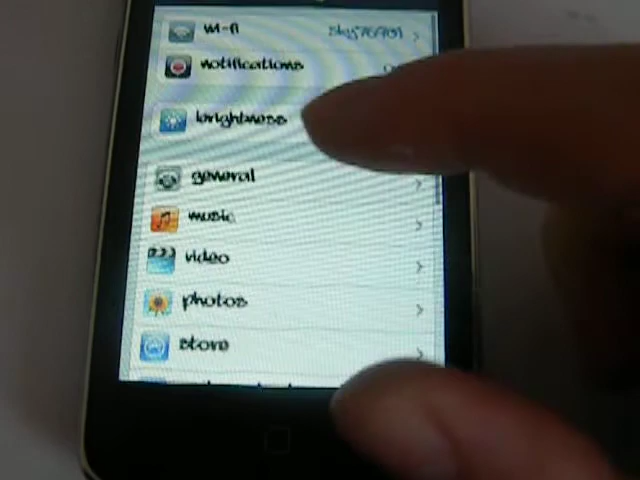 wi-fi
notifications
brightness
general
music
video
photos
store